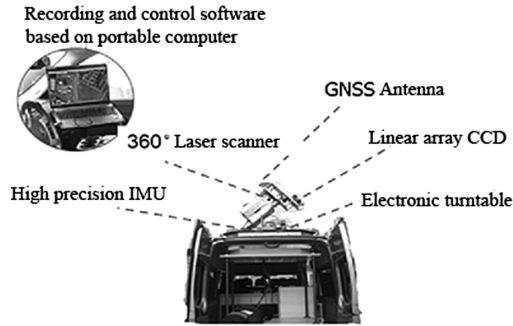 Recording and control software
based on portable computer
GNSS Antenna
360° Laser scanner
Linear array CCD
High precision IMU
Electronic turntable